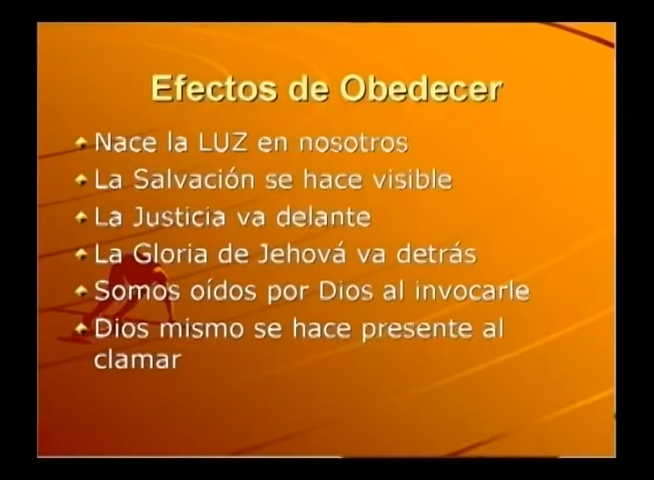 Efectos de Obedecer
Nace la LUZ en nosotros
La Salvación se hace visible
La Justicia va delante
La Gloria de Jehová va detrás
Somos oídos por Dios al invocarle
Dios mismo se hace presente al
clamar